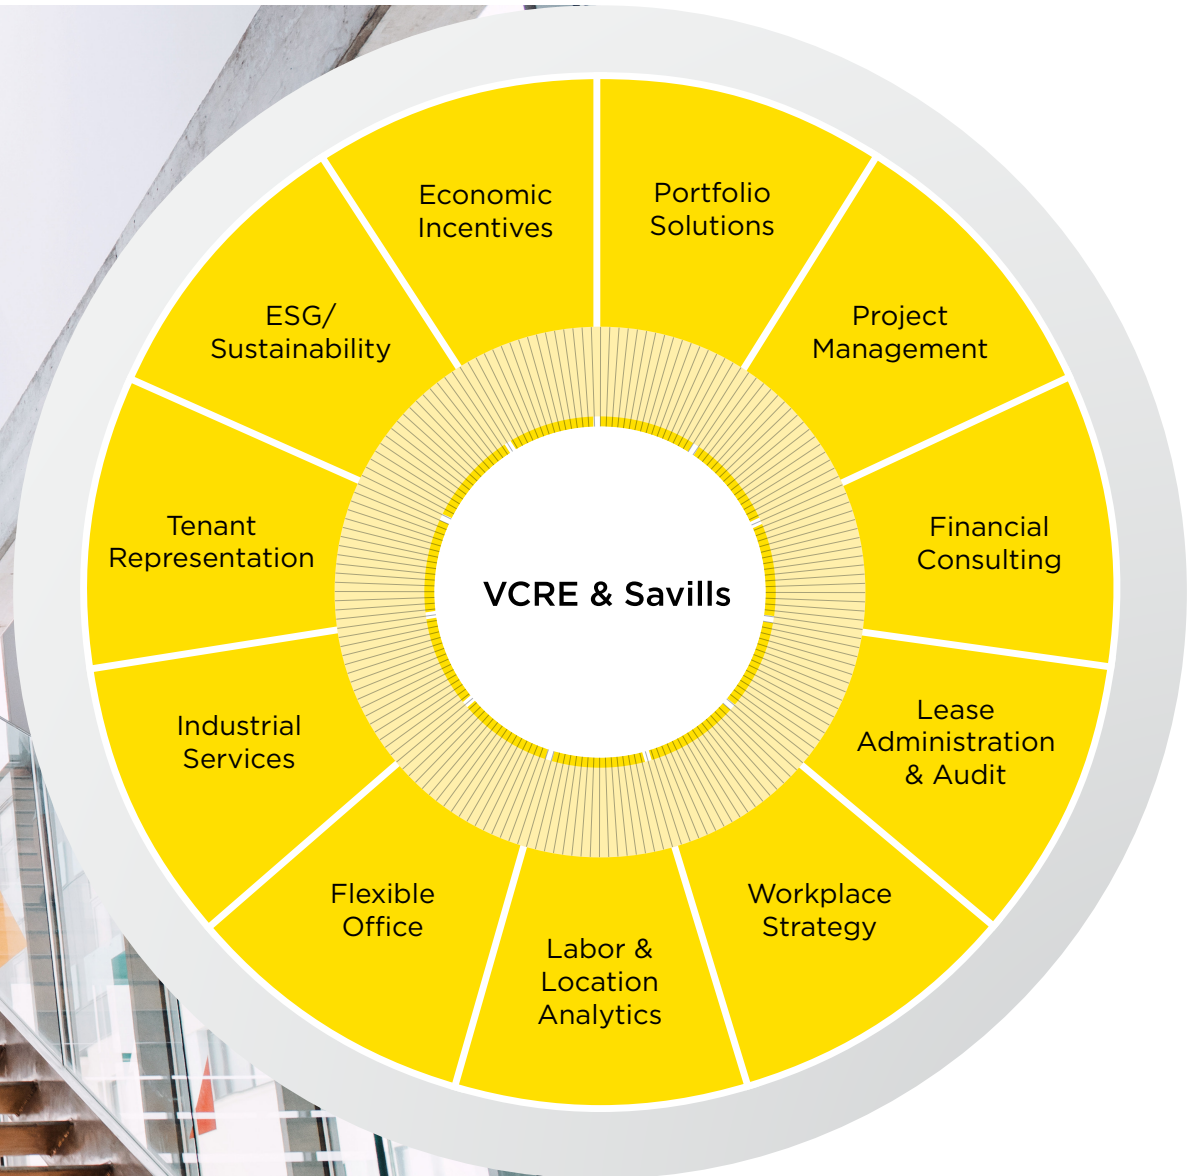 Economic
Incentives
Portfolio
Solutions
Project
Management
Financial
Consulting
Lease
Administration
& Audit
Workplace
Strategy
Labor &
Location
Analytics
Flexible
Office
Industrial
Services
Tenant
Representation
ESG/
Sustainability
VCRE & Savills